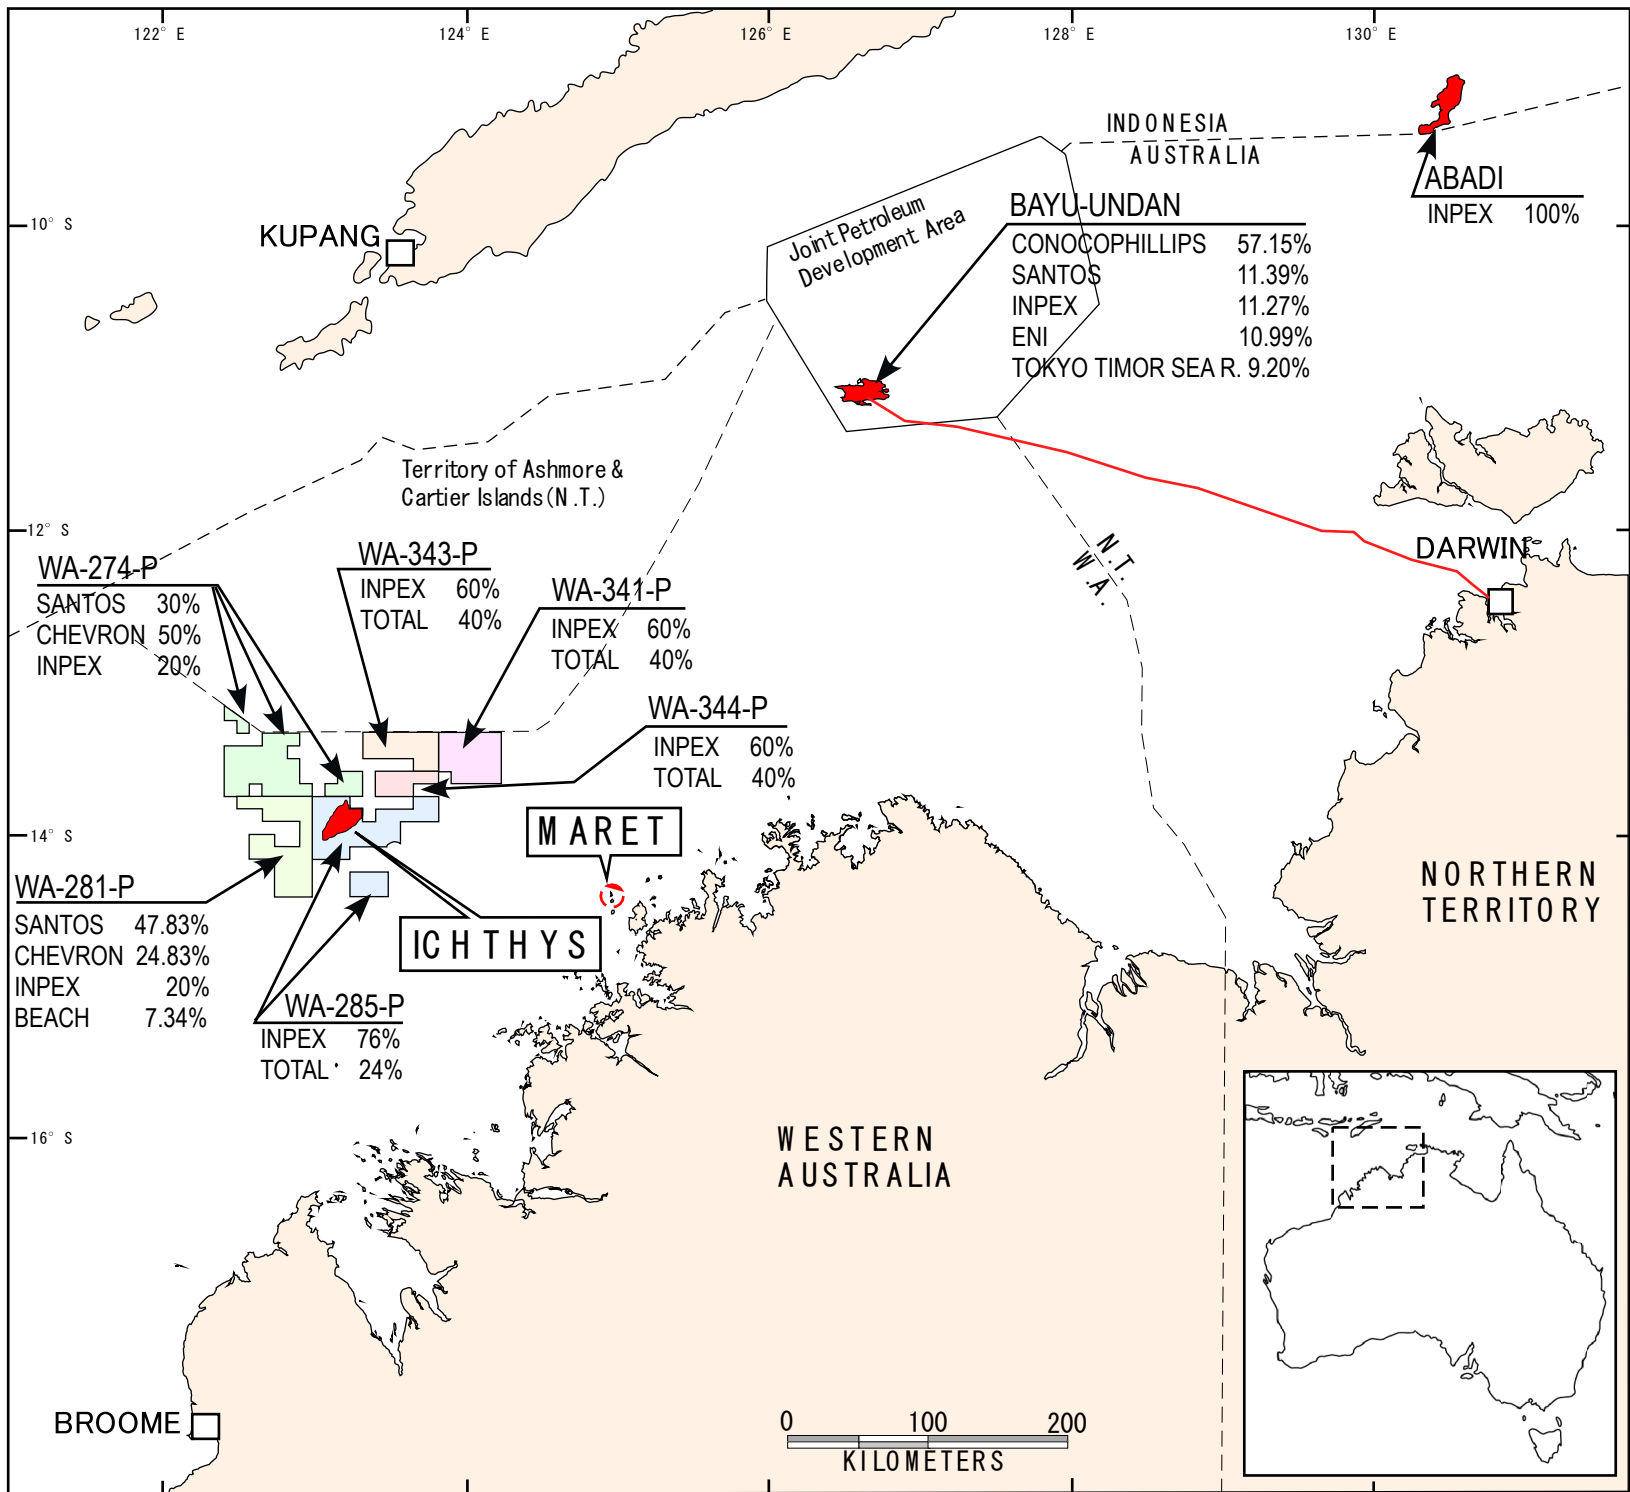 122° E
124° E
126° E
128° E
130° E
INDONESIA
AUSTRALIA
ABADI
INPEX 100%
10° S
KUPANG
Joint Petroleum
Development Area
BAYU-UNDAN
CONOCOPHILLIPS 57.15%
SANTOS 11.39%
INPEX 11.27%
ENI 10.99%
TOKYO TIMOR SEA R. 9.20%
Territory of Ashmore &
Cartier Islands (N.T.)
12° S
N.T.
W.A.
DARWIN
WA-274-P
SANTOS 30%
CHEVRON 50%
INPEX 20%
WA-343-P
INPEX 60%
TOTAL 40%
WA-341-P
INPEX 60%
TOTAL 40%
WA-344-P
INPEX 60%
TOTAL 40%
14° S
MARET
WA-281-P
SANTOS 47.83%
CHEVRON 24.83%
INPEX 20%
BEACH 7.34%
ICHTHYS
WA-285-P
INPEX 76%
TOTAL 24%
NORTHERN
TERRITORY
16° S
WESTERN
AUSTRALIA
BROOME
0 100 200
KILOMETERS